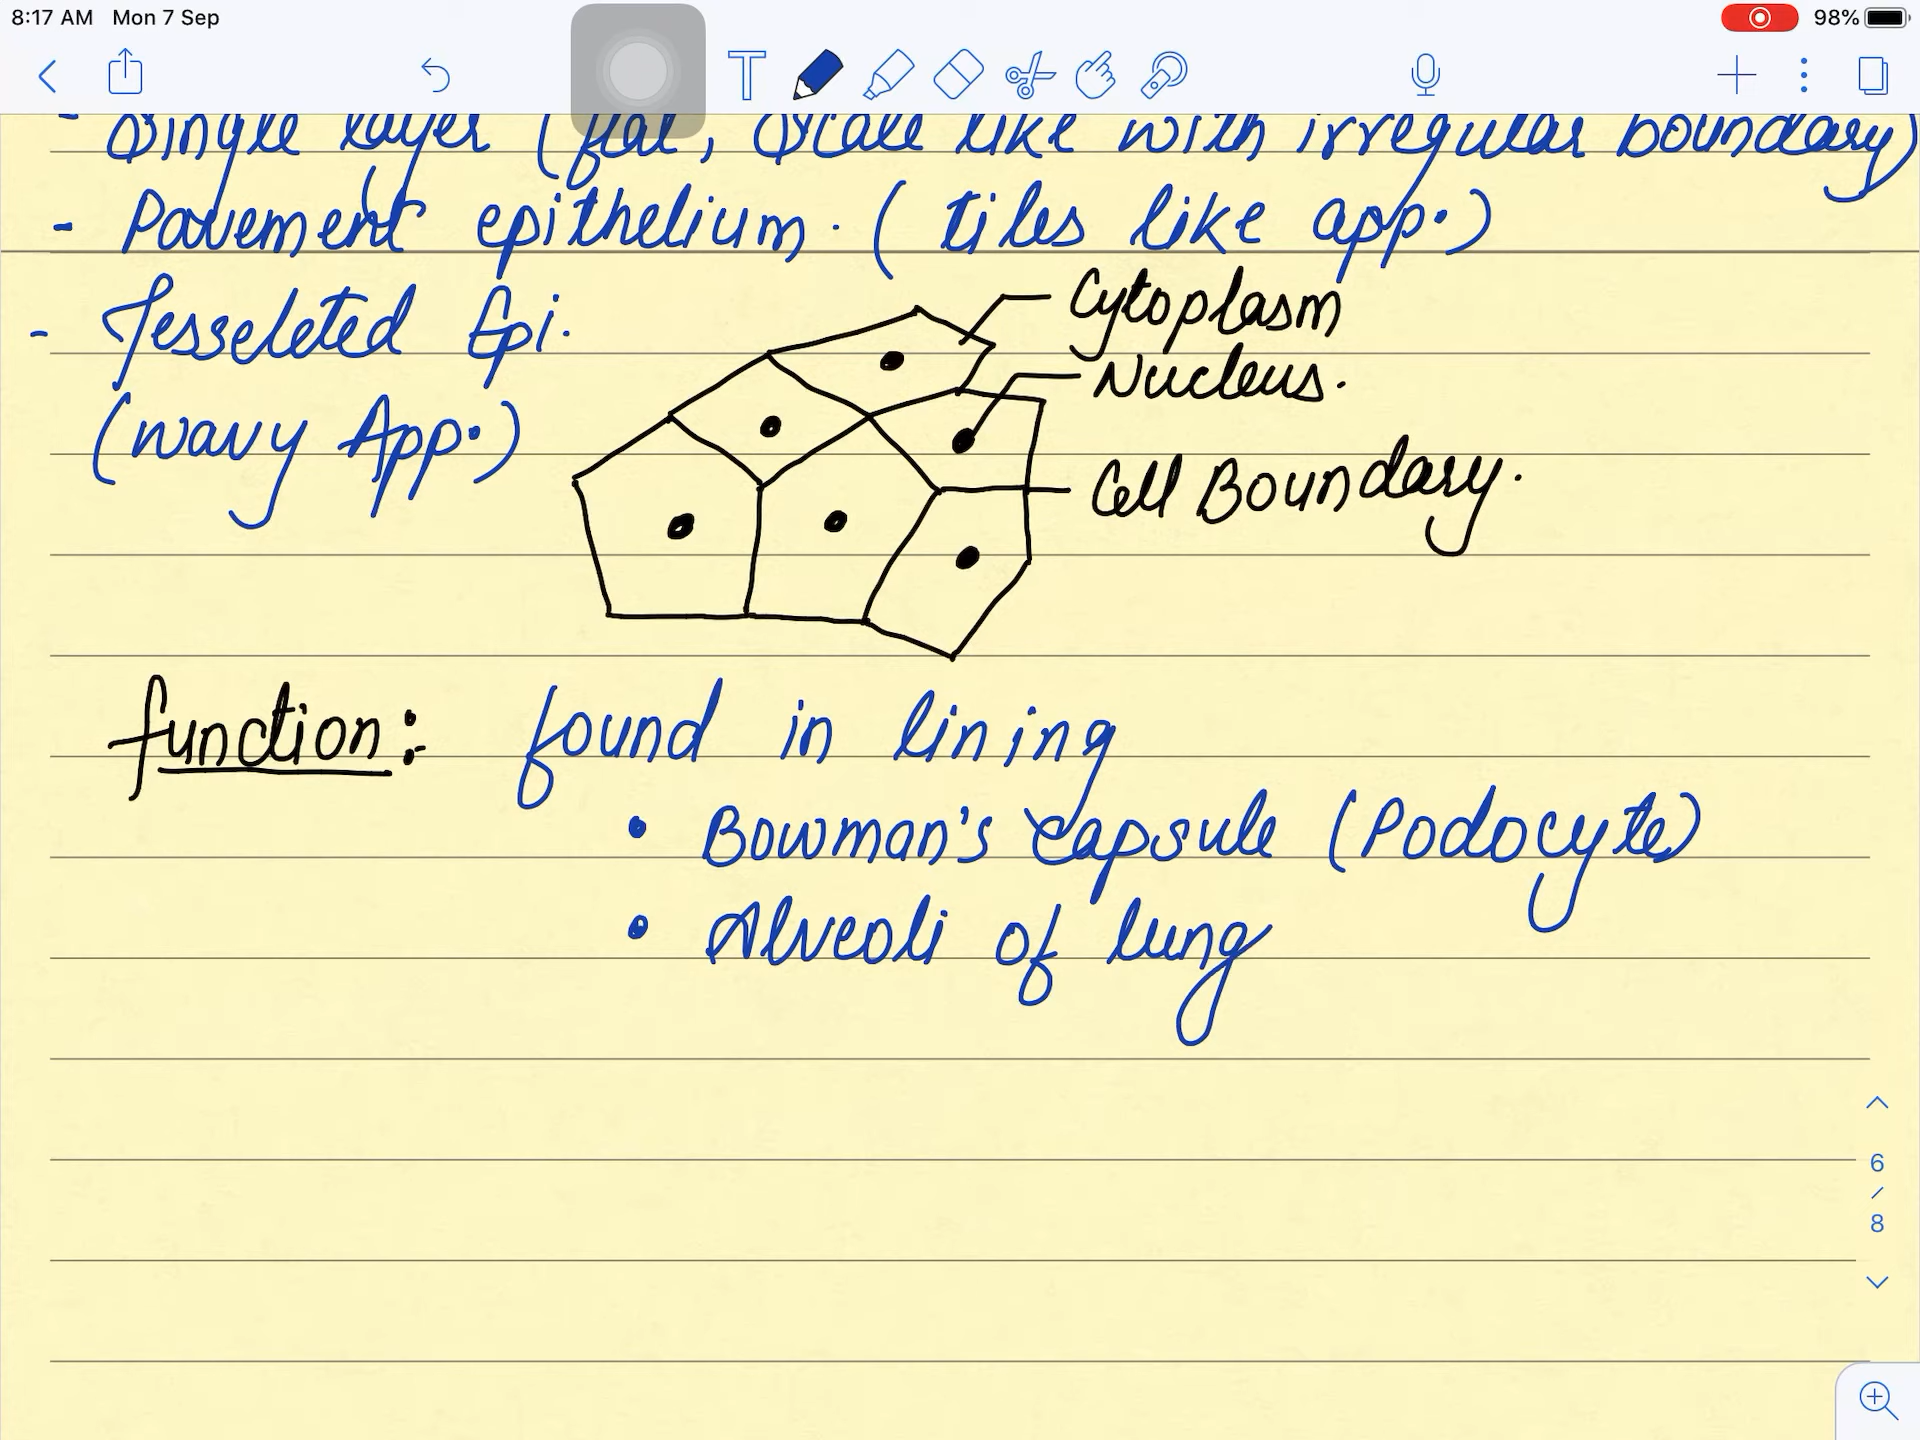 8:17 AM Mon 7 Sep
98%
T
- Single layer (flat, Scale like with irregular boundary)
- Pavement epithelium. (tiles like app.)
- Tesseleted Epi.
(wavy App.)
Cytoplasm
Nucleus.
Cell Boundary.
function:- found in lining
• Bowman's capsule (Podocyte)
• Alveoli of lung
6
/
8